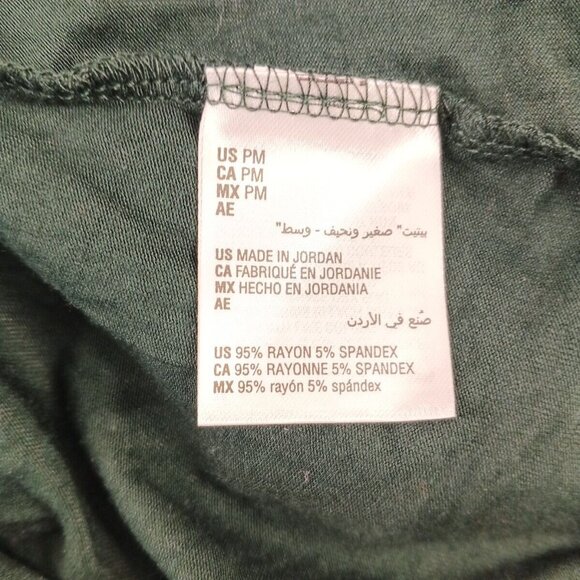 US PM
CA PM
MX PM
AE
بيتيت" صغير ونحيف - وسط"
US MADE IN JORDAN
CA FABRIQUÉ EN JORDANIE
MX HECHO EN JORDANIA
AE
صُنع في الأردن
US 95% RAYON 5% SPANDEX
CA 95% RAYONNE 5% SPANDEX
MX 95% rayón 5% spándex